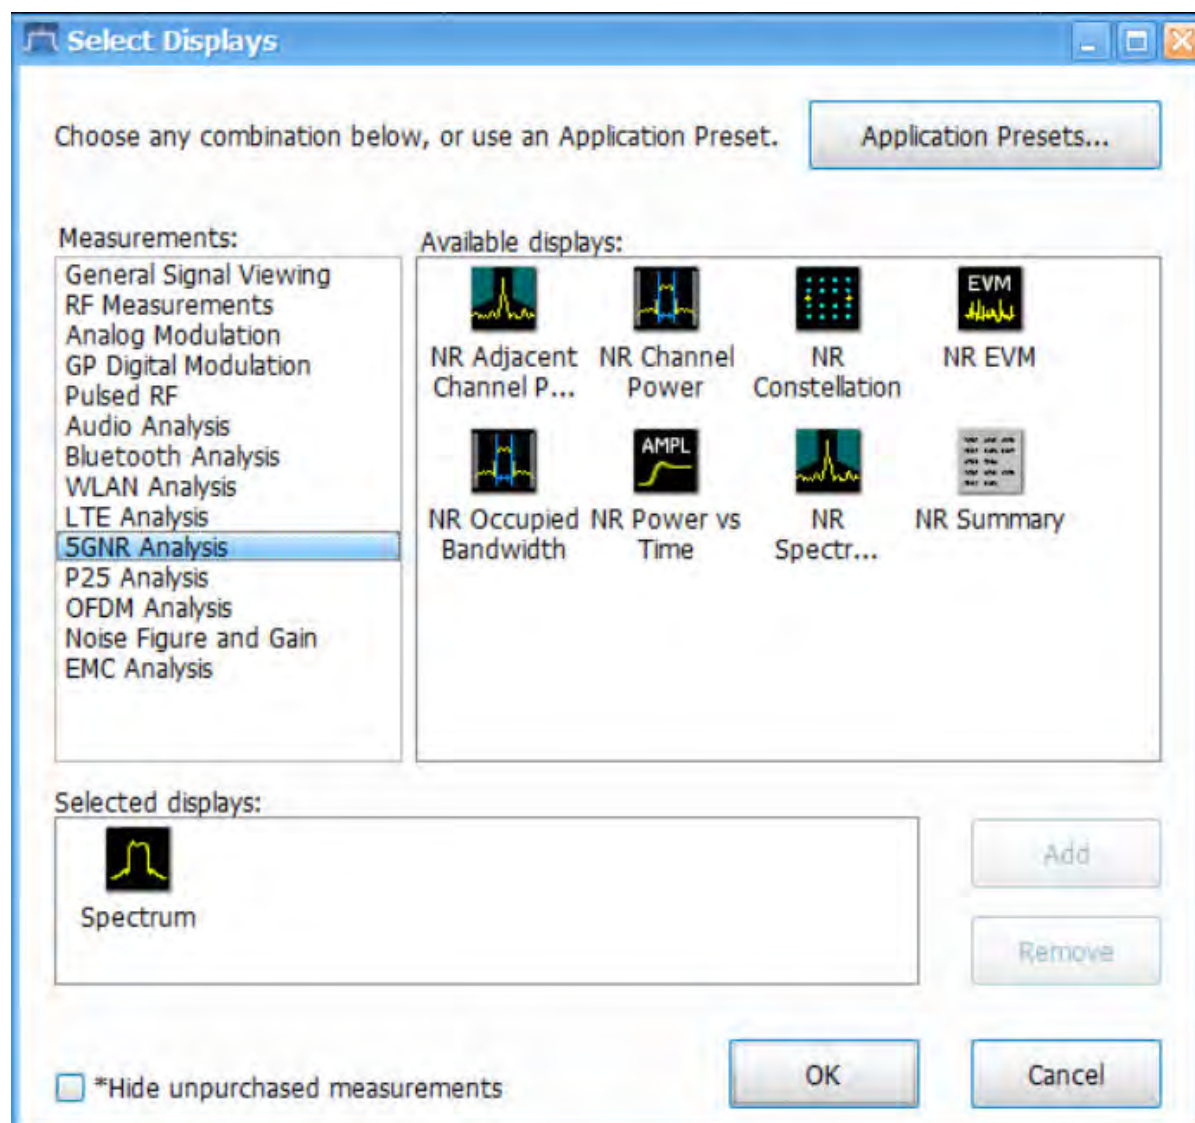 Select Displays
Choose any combination below, or use an Application Preset.
Application Presets...
Measurements:
General Signal Viewing
RF Measurements
Analog Modulation
GP Digital Modulation
Pulsed RF
Audio Analysis
Bluetooth Analysis
WLAN Analysis
LTE Analysis
5GNR Analysis
P25 Analysis
OFDM Analysis
Noise Figure and Gain
EMC Analysis
Available displays:
EVM
NR Adjacent
Channel P...
NR Channel
Power
NR
Constellation
NR EVM
AMPL
NR Occupied
Bandwidth
NR Power vs
Time
NR
Spectr...
NR Summary
Selected displays:
Spectrum
Add
Remove
*Hide unpurchased measurements
OK
Cancel